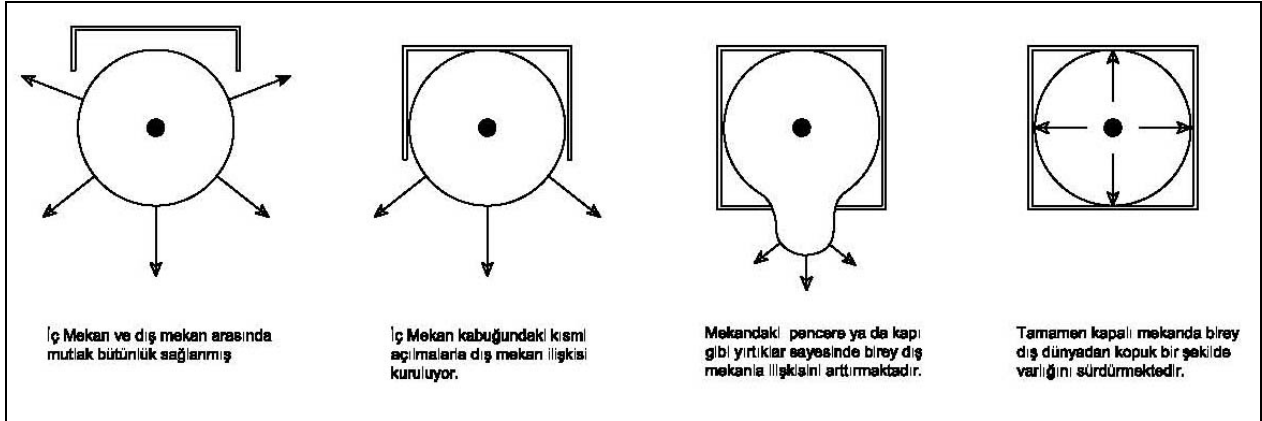 İç Mekan ve dış mekan arasında
mutlak bütünlük sağlanmış
İç Mekan kabuğundaki kısmi
açılmalarla dış mekan ilişkisi
kuruluyor.
Mekandaki pencere ya da kapı
gibi yırtıklar sayesinde birey dış
mekanla ilişkisini arttırmaktadır.
Tamamen kapalı mekanda birey
dış dünyadan kopuk bir şekilde
varlığını sürdürmektedir.